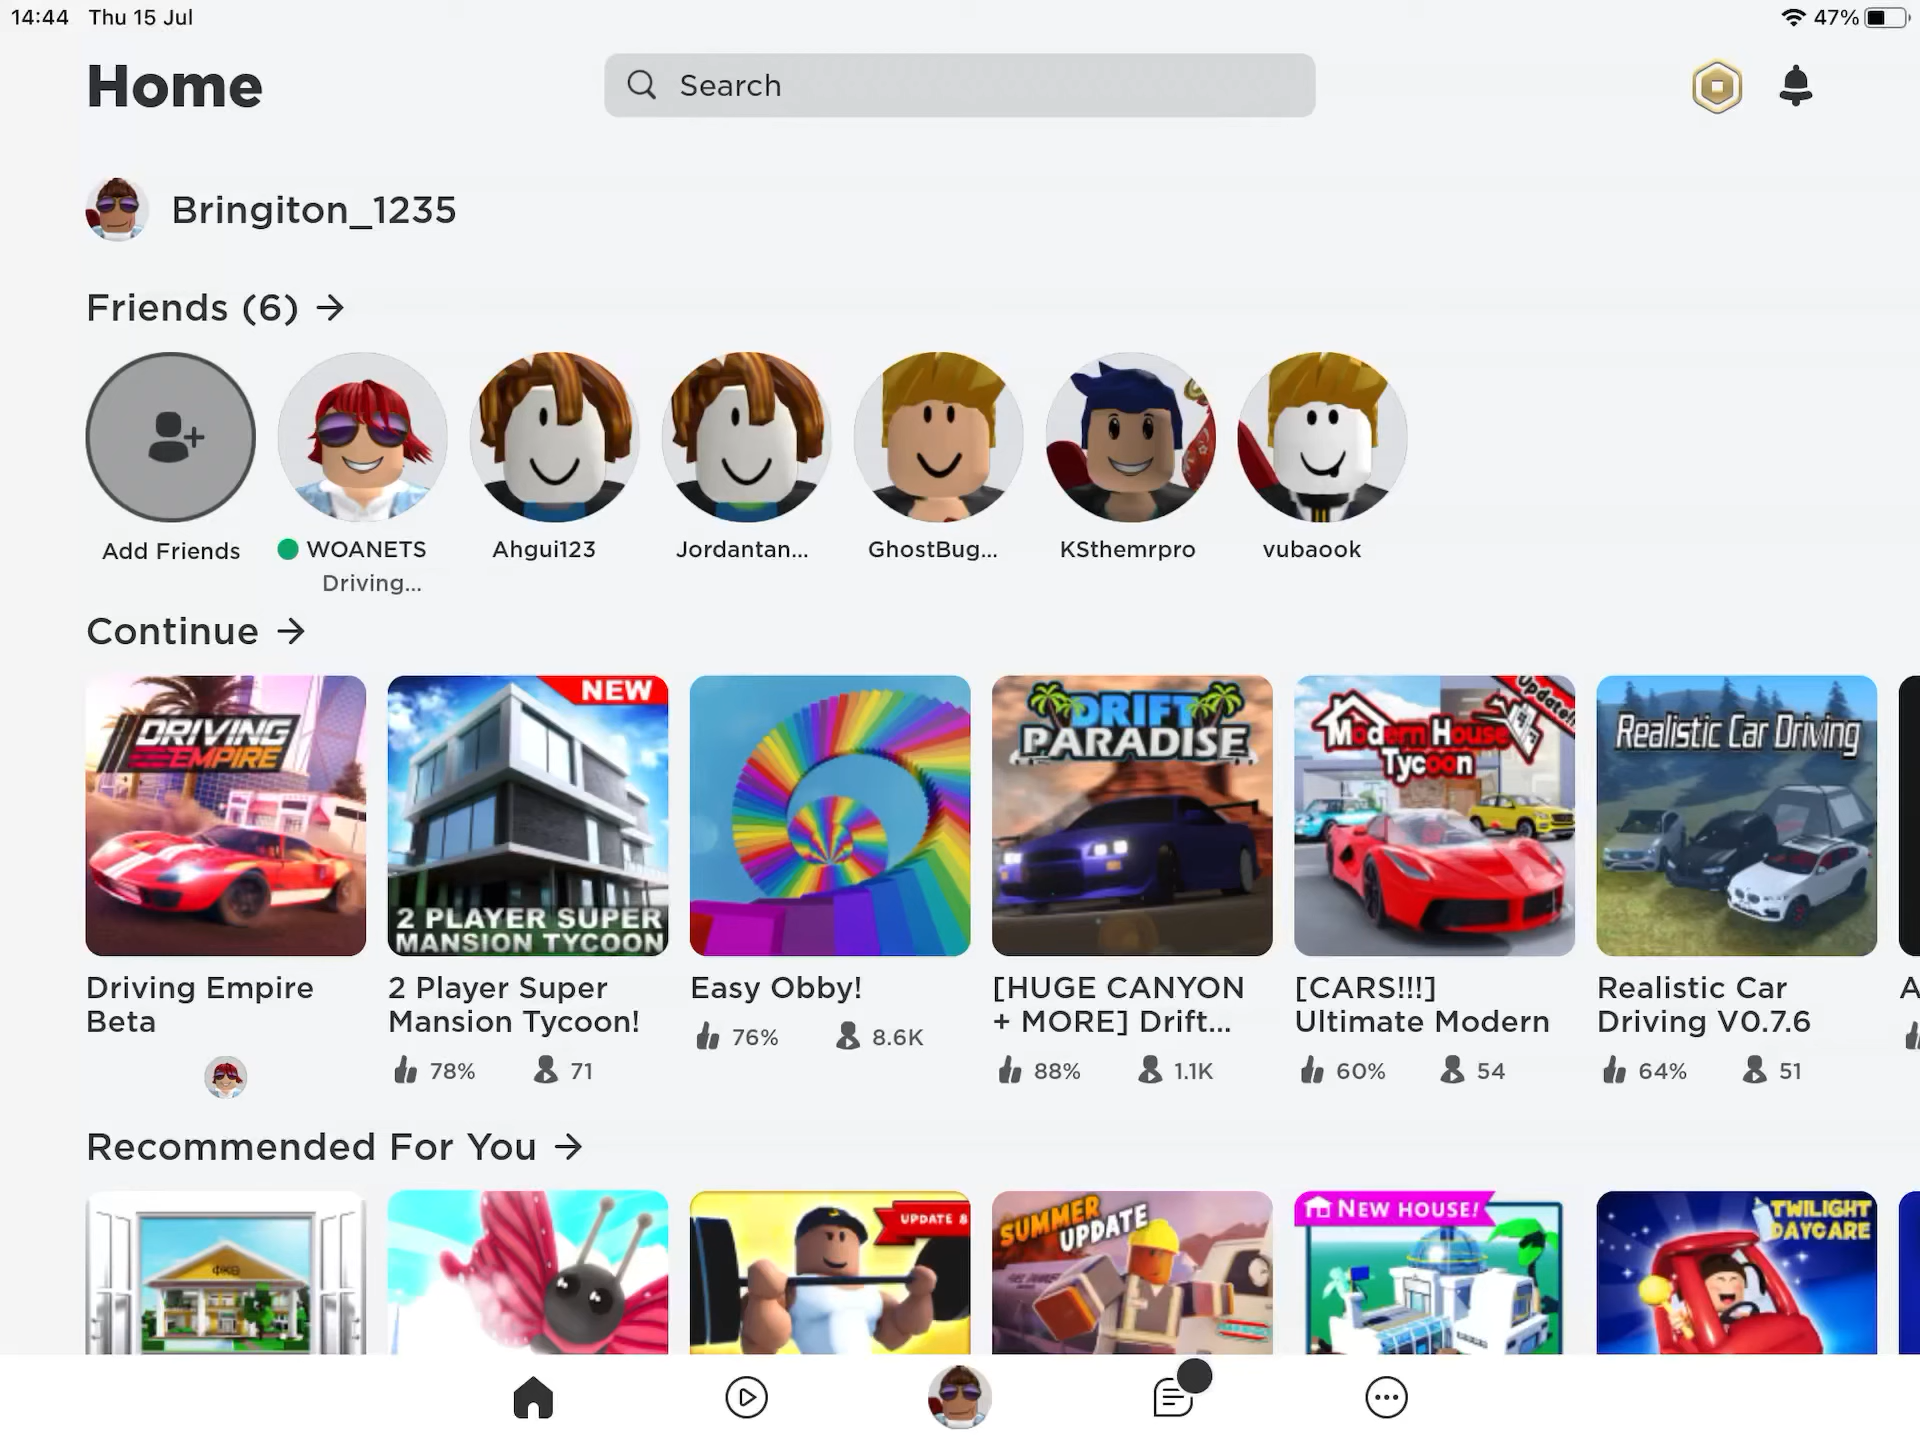 14:44 Thu 15 Jul 47%
Home
Search
Bringiton_1235
Friends (6)
Add Friends
WOANETS
Driving...
Ahgui123
Jordantan...
GhostBug...
KSthemrpro
vubaook
Continue
DRIVING
EMPIRE
NEW
2 PLAYER SUPER
MANSION TYCOON
DRIFT
PARADISE
Update!!
Modern House
Tycoon
Realistic Car Driving
Driving Empire
Beta
2 Player Super
Mansion Tycoon!
78% 71
Easy Obby!
76% 8.6K
[HUGE CANYON
+ MORE] Drift...
88% 1.1K
[CARS!!!]
Ultimate Modern
60% 54
Realistic Car
Driving V0.7.6
64% 51
A
Recommended For You
UPDATE 8
SUMMER
UPDATE
NEW HOUSE!
TWILIGHT
DAYCARE